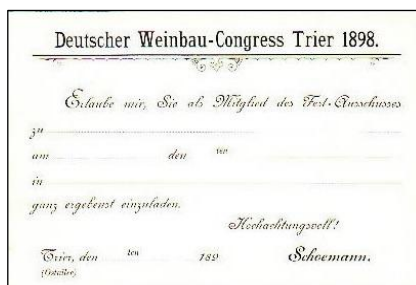 Deutscher Weinbau-Congress Trier 1898.
Erlaube mir, Sie als Mitglied des Fest-Ausschusses
zu
am den ten
in
ganz ergebenst einzuladen.
Hochachtungsvoll!
Trier, den ten 189 Schoemann.